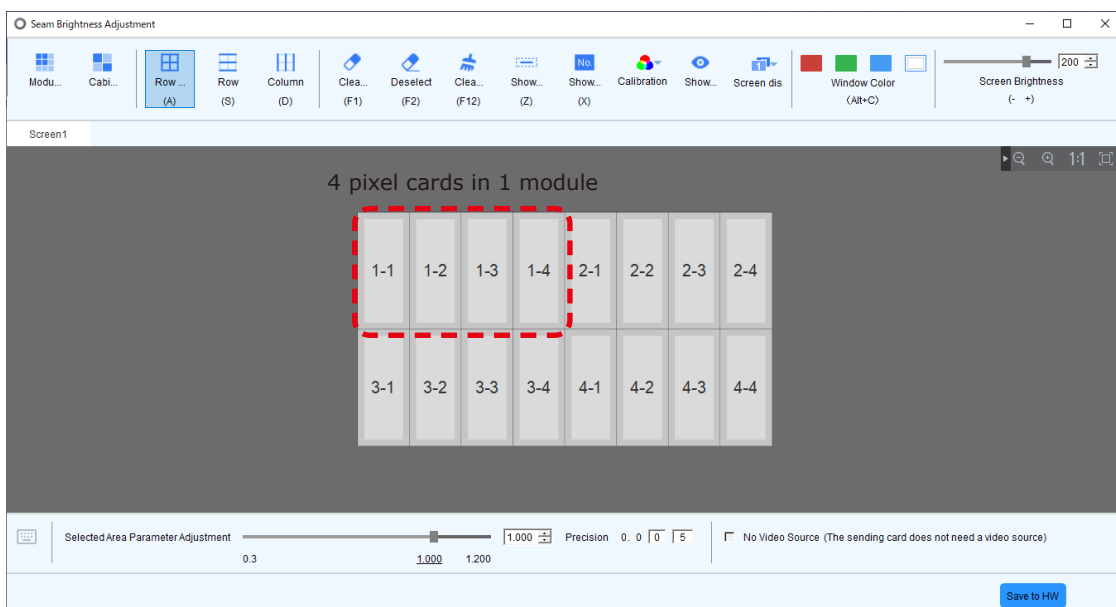 Seam Brightness Adjustment
Modu... Cabi... Row ... Row Column Clea... Deselect Clea... Show... Show... Calibration Show... Screen dis Window Color Screen Brightness 200
(A) (S) (D) (F1) (F2) (F12) (Z) (X) (Alt+C) (- +)
No.
1
Screen1
1:1
4 pixel cards in 1 module
1-1 1-2 1-3 1-4 2-1 2-2 2-3 2-4
3-1 3-2 3-3 3-4 4-1 4-2 4-3 4-4
Selected Area Parameter Adjustment 1.000 Precision 0. 0 0 5 No Video Source (The sending card does not need a video source)
0.3 1.000 1.200
Save to HW